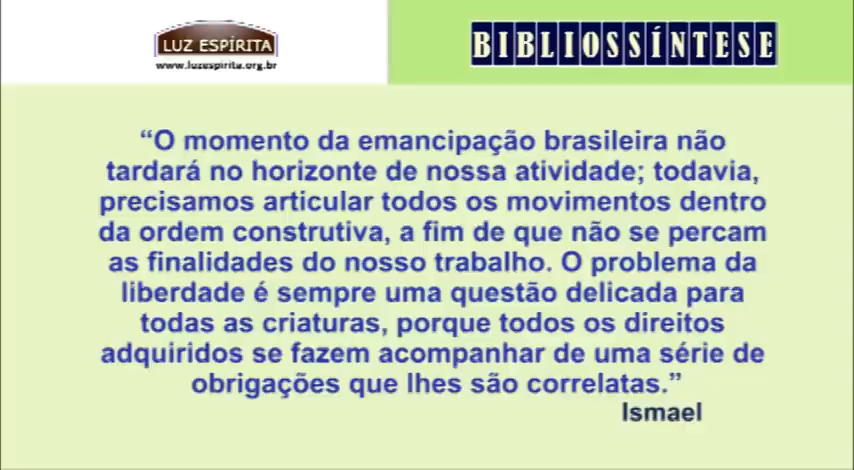 LUZ ESPÍRITA
www.luzespirita.org.br
BIBLIOSSÍNTESE
“O momento da emancipação brasileira não
tardará no horizonte de nossa atividade; todavia,
precisamos articular todos os movimentos dentro
da ordem construtiva, a fim de que não se percam
as finalidades do nosso trabalho. O problema da
liberdade é sempre uma questão delicada para
todas as criaturas, porque todos os direitos
adquiridos se fazem acompanhar de uma série de
obrigações que lhes são correlatas.”
Ismael